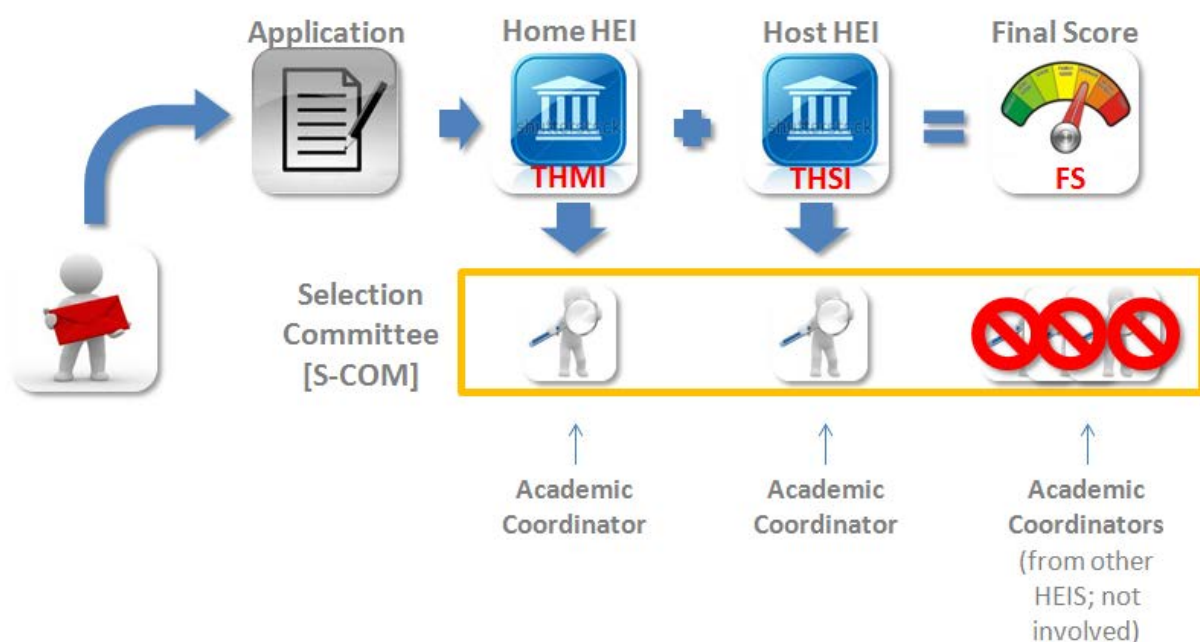 Application
Home HEI
Host HEI
Final Score
THMI
THSI
FS
Selection
Committee
[S-COM]
Academic
Coordinator
Academic
Coordinator
Academic
Coordinators
(from other
HEIS; not
involved)